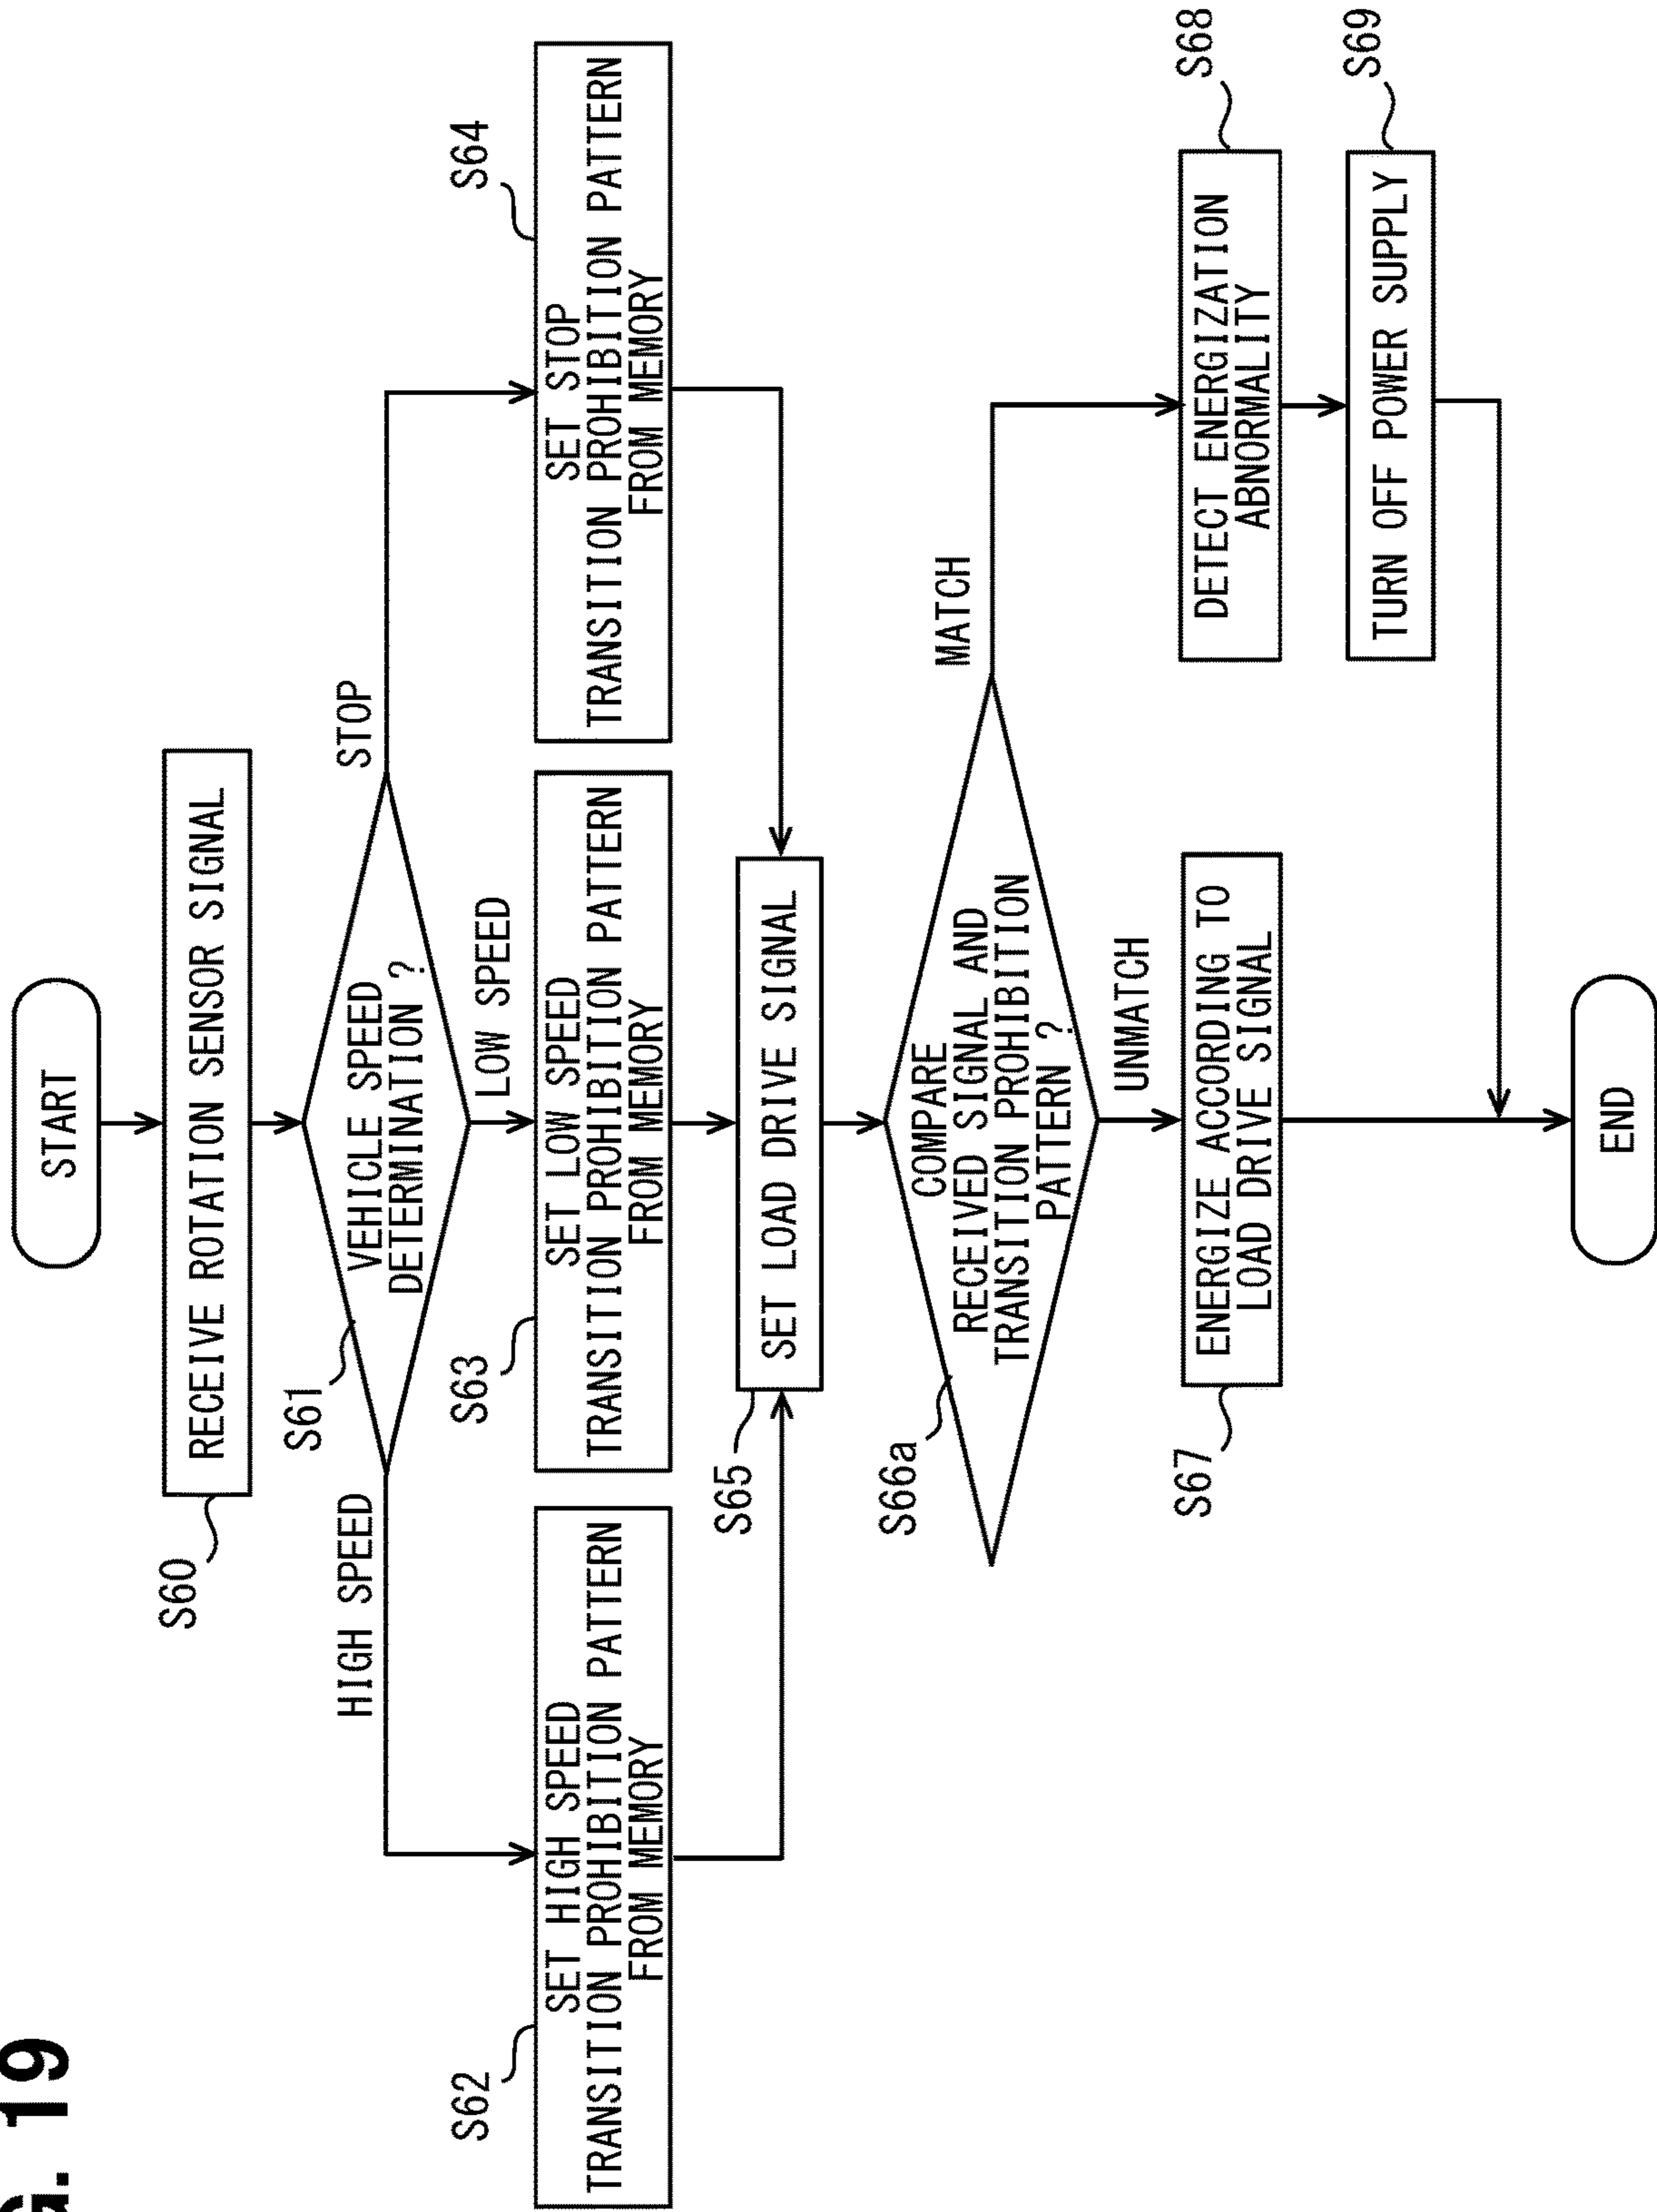 G. 19
START
S60
RECEIVE ROTATION SENSOR SIGNAL
S61
VEHICLE SPEED
DETERMINATION ?
HIGH SPEED
LOW SPEED
STOP
S62
SET HIGH SPEED
TRANSITION PROHIBITION PATTERN
FROM MEMORY
S63
SET LOW SPEED
TRANSITION PROHIBITION PATTERN
FROM MEMORY
S64
SET STOP
TRANSITION PROHIBITION PATTERN
FROM MEMORY
S65
SET LOAD DRIVE SIGNAL
S66a
COMPARE
RECEIVED SIGNAL AND
TRANSITION PROHIBITION
PATTERN ?
MATCH
UNMATCH
S67
ENERGIZE ACCORDING TO
LOAD DRIVE SIGNAL
S68
DETECT ENERGIZATION
ABNORMALITY
S69
TURN OFF POWER SUPPLY
END